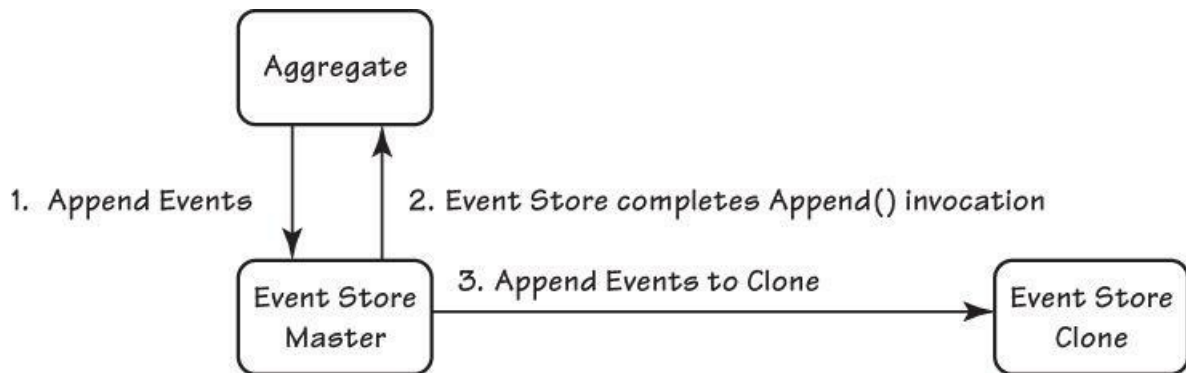 Aggregate
1. Append Events
2. Event Store completes Append() invocation
3. Append Events to Clone
Event Store
Master
Event Store
Clone